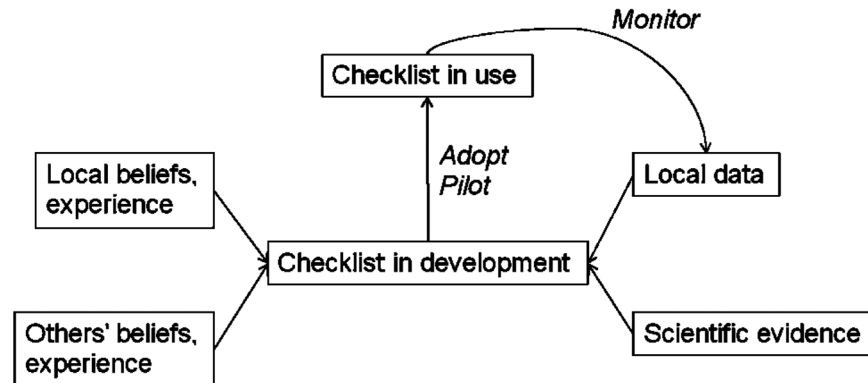 Monitor
Checklist in use
Adopt
Pilot
Local beliefs,
experience
Local data
Checklist in development
Others' beliefs,
experience
Scientific evidence